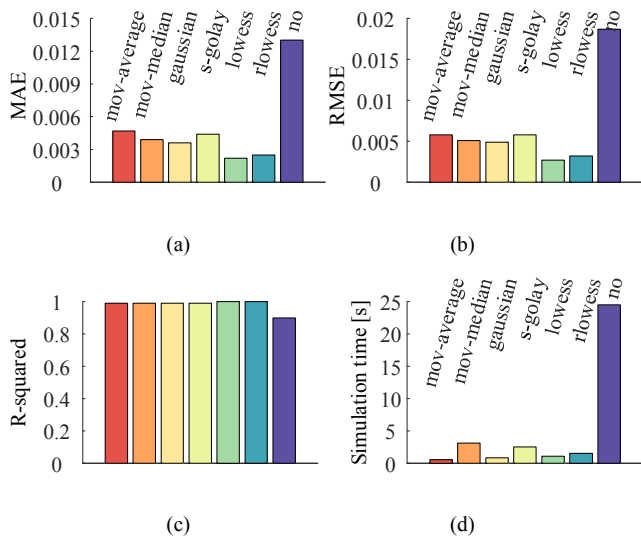 MAE
0.015
0.012
0.009
0.006
0.003
0
mov-average
mov-median
gaussian
s-golay
lowess
rlowess
no
(a)
RMSE
0.02
0.015
0.01
0.005
0
mov-average
mov-median
gaussian
s-golay
lowess
rlowess
no
(b)
R-squared
1
0.8
0.6
0.4
0.2
0
(c)
Simulation time [s]
25
20
15
10
5
0
mov-average
mov-median
gaussian
s-golay
lowess
rlowess
no
(d)